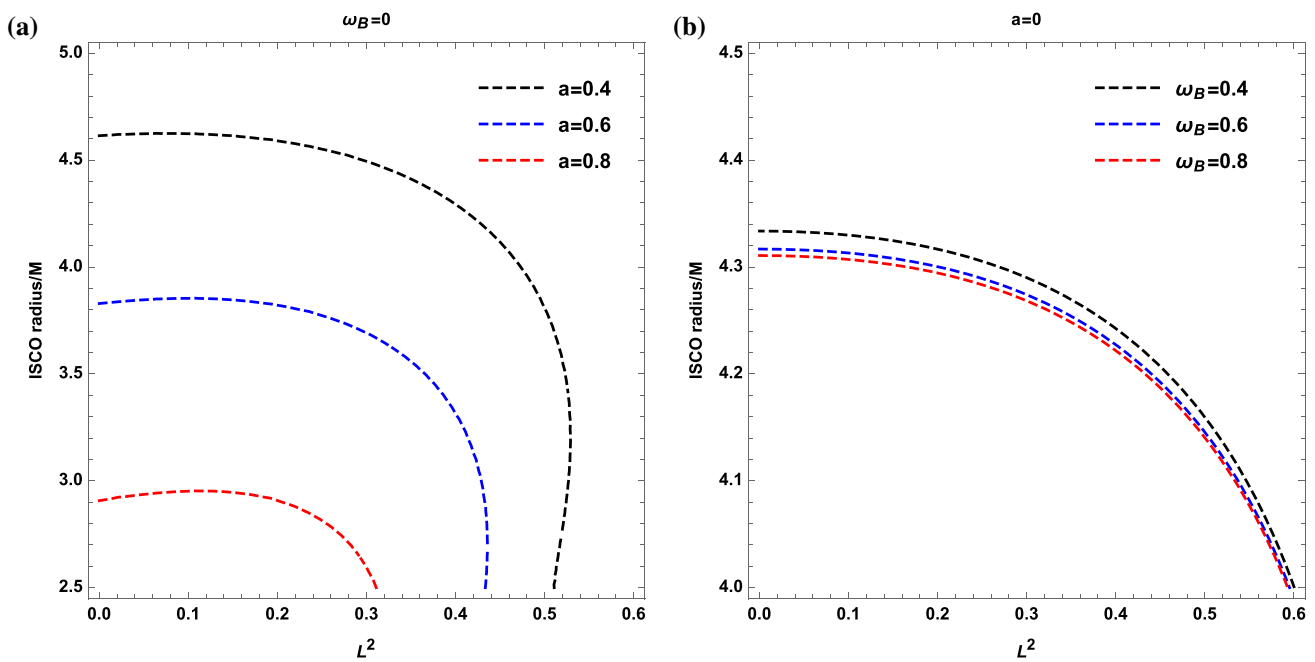 (a)
ω_B=0
5.0
4.5
4.0
3.5
3.0
2.5
0.0 0.1 0.2 0.3 0.4 0.5 0.6
ISCO radius/M
L²
a=0.4
a=0.6
a=0.8
(b)
a=0
4.5
4.4
4.3
4.2
4.1
4.0
0.0 0.1 0.2 0.3 0.4 0.5 0.6
ISCO radius/M
L²
ω_B=0.4
ω_B=0.6
ω_B=0.8